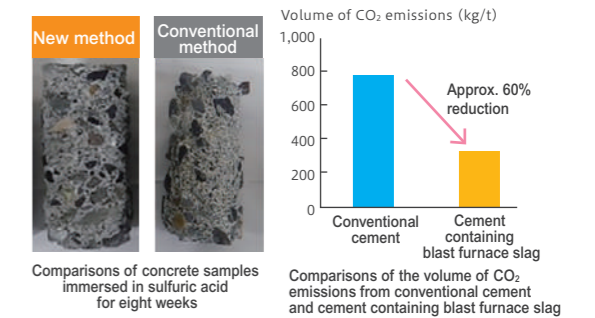 New method
Conventional
method
Comparisons of concrete samples
immersed in sulfuric acid
for eight weeks
Volume of CO₂ emissions (kg/t)
1,000
800
600
400
200
0
Approx. 60%
reduction
Conventional
cement
Cement
containing
blast furnace slag
Comparisons of the volume of CO₂
emissions from conventional cement
and cement containing blast furnace slag